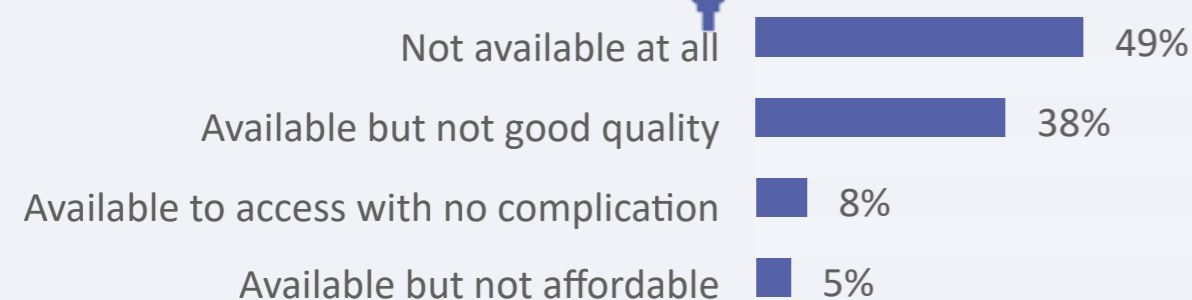 Not available at all 49%
Available but not good quality 38%
Available to access with no complication 8%
Available but not affordable 5%